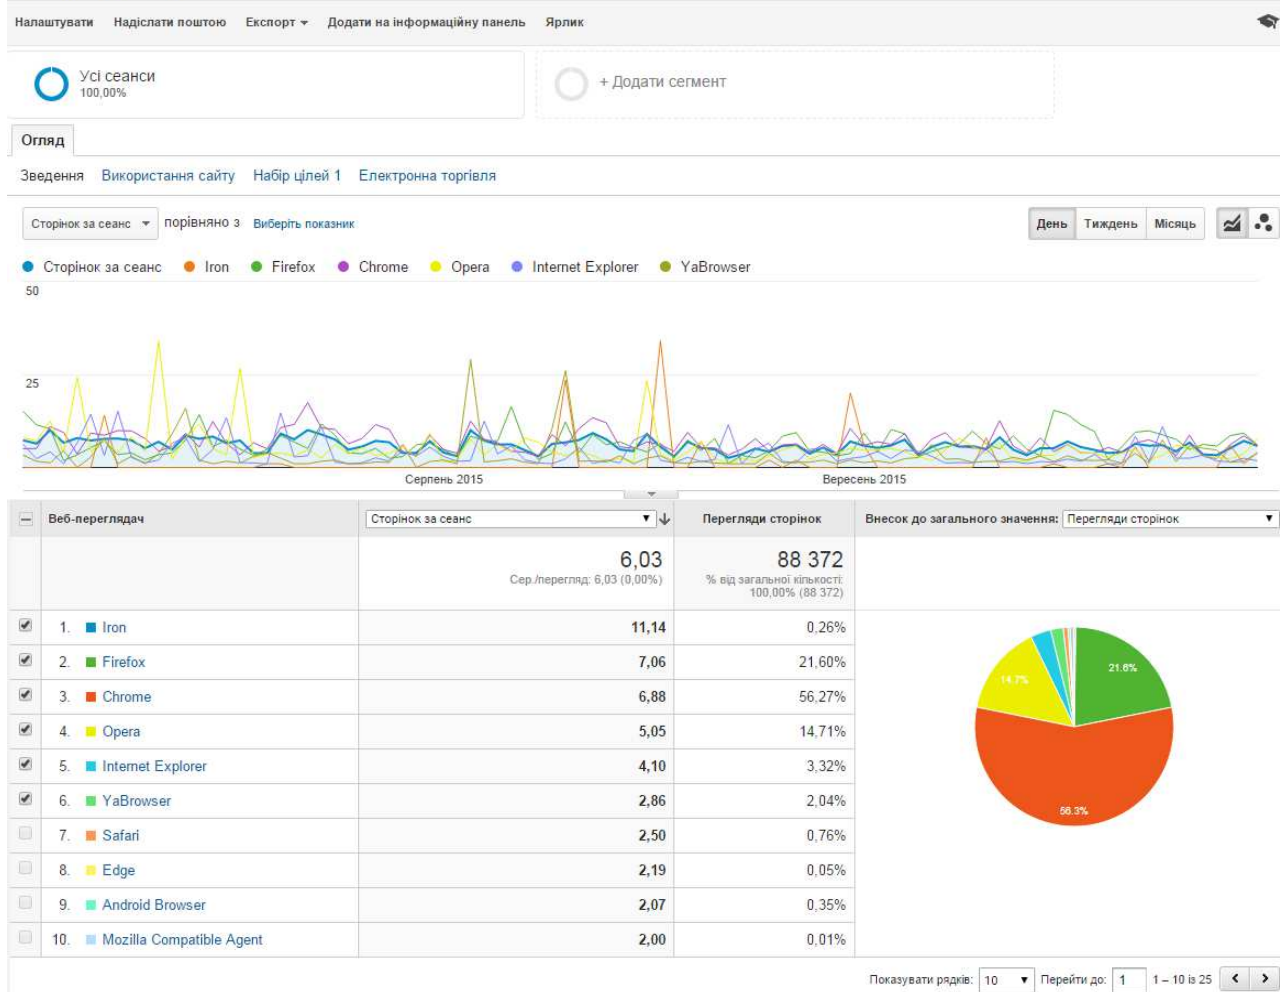 Налаштувати Надіслати поштою Експорт Додати на інформаційну панель Ярлик
Усі сеанси
100,00%
+ Додати сегмент
Огляд
Зведення Використання сайту Набір цілей 1 Електронна торгівля
Сторінок за сеанс порівняно з Виберіть показник День Тиждень Місяць
Сторінок за сеанс Iron Firefox Chrome Opera Internet Explorer YaBrowser
50
25
Серпень 2015 Вересень 2015
Веб-переглядач Сторінок за сеанс Перегляди сторінок Внесок до загального значення: Перегляди сторінок
6,03 88 372
Сер./перегляд: 6,03 (0,00%) % від загальної кількості:
100,00% (88 372)
1. Iron 11,14 0,26%
2. Firefox 7,06 21,60%
3. Chrome 6,88 56,27%
4. Opera 5,05 14,71%
5. Internet Explorer 4,10 3,32%
6. YaBrowser 2,86 2,04%
7. Safari 2,50 0,76%
8. Edge 2,19 0,05%
9. Android Browser 2,07 0,35%
10. Mozilla Compatible Agent 2,00 0,01%
21.6%
14.7%
56.3%
Показувати рядків: 10 Перейти до: 1 1 – 10 із 25